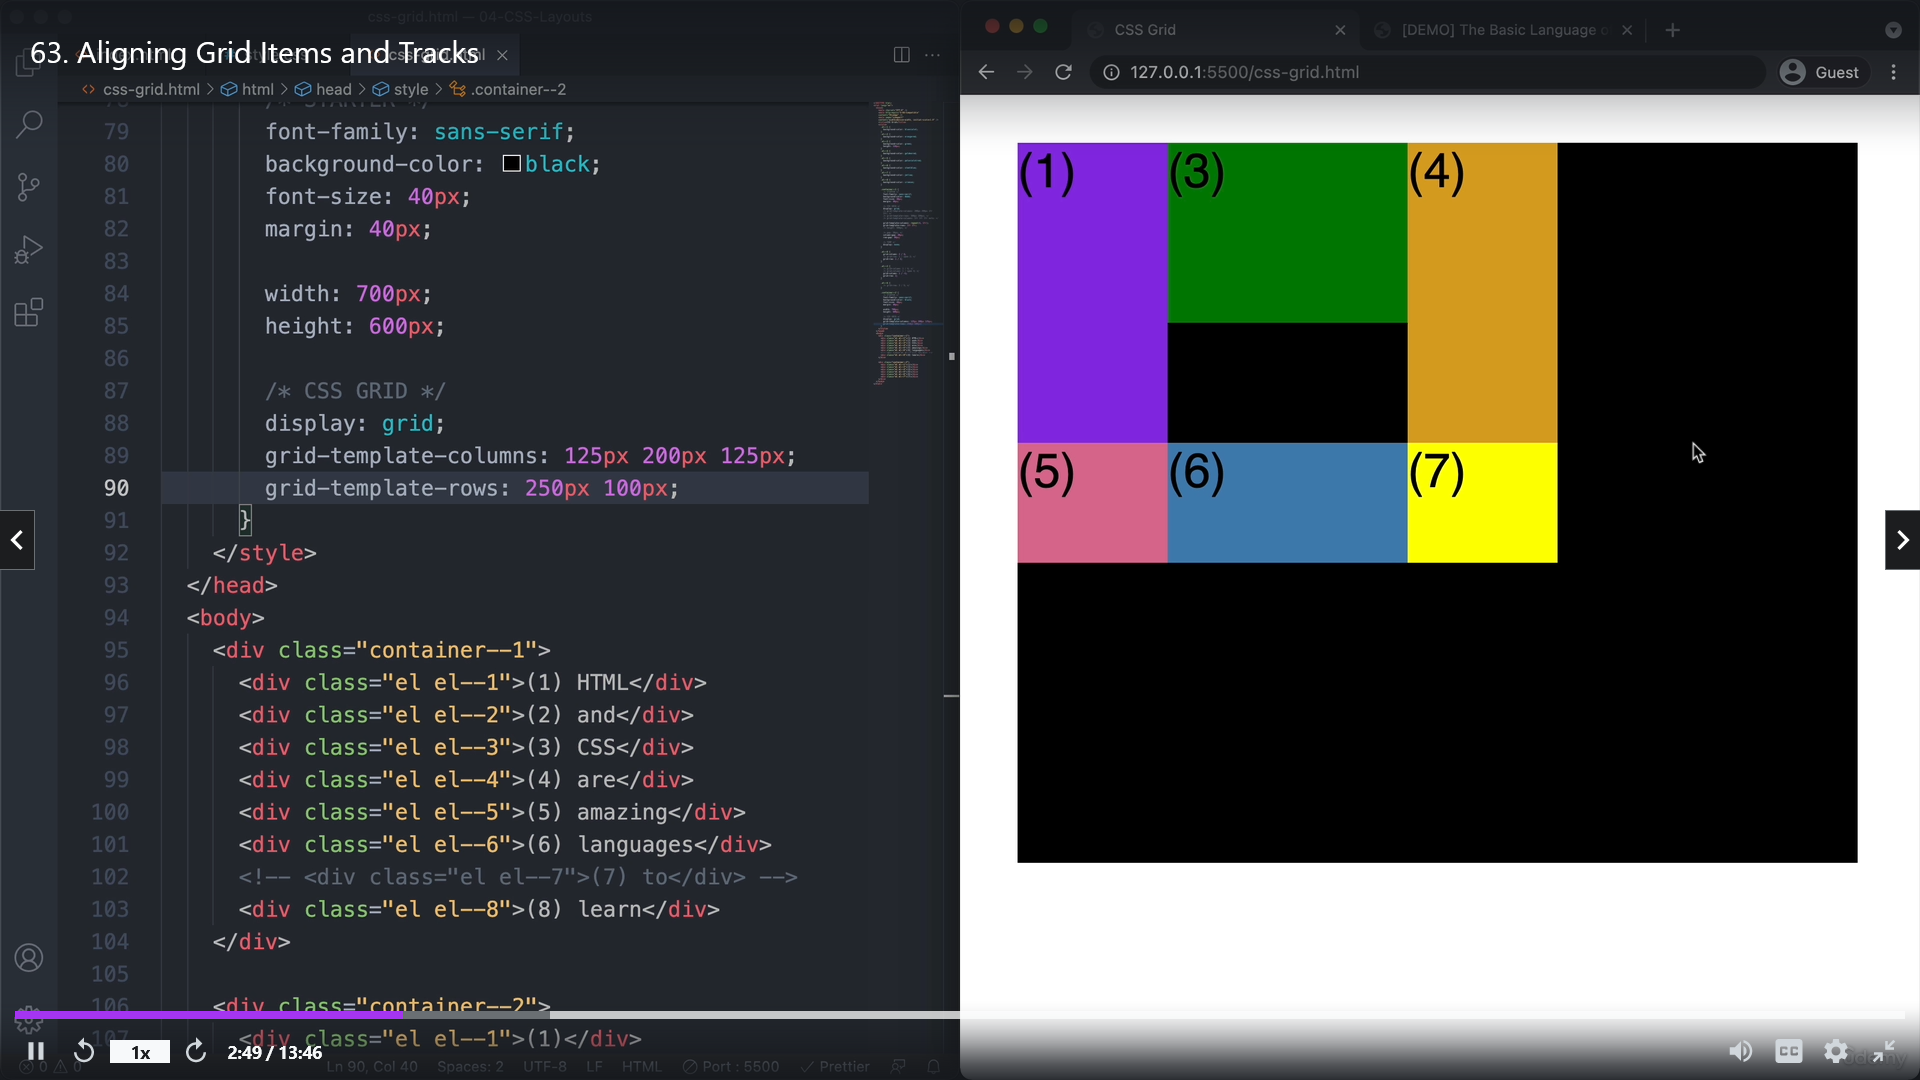 css-grid.html — 04-CSS-Layouts
63. Aligning Grid Items and Tracks
css-grid.html > html > head > style > .container--2
78 /* STARTER */
79 font-family: sans-serif;
80 background-color: black;
81 font-size: 40px;
82 margin: 40px;
83
84 width: 700px;
85 height: 600px;
86
87 /* CSS GRID */
88 display: grid;
89 grid-template-columns: 125px 200px 125px;
90 grid-template-rows: 250px 100px;
91 }
92 </style>
93 </head>
94 <body>
95 <div class="container--1">
96 <div class="el el--1">(1) HTML</div>
97 <div class="el el--2">(2) and</div>
98 <div class="el el--3">(3) CSS</div>
99 <div class="el el--4">(4) are</div>
100 <div class="el el--5">(5) amazing</div>
101 <div class="el el--6">(6) languages</div>
102 <!-- <div class="el el--7">(7) to</div> -->
103 <div class="el el--8">(8) learn</div>
104 </div>
105
106 <div class="container--2">
107 <div class="el el--1">(1)</div>
1x
2:49 / 13:46
Ln 90, Col 40 Spaces: 2 UTF-8 LF HTML Port : 5500 Prettier
CSS Grid
[DEMO] The Basic Language o
127.0.0.1:5500/css-grid.html
Guest
(1) (3) (4)
(5) (6) (7)
CC
udemy